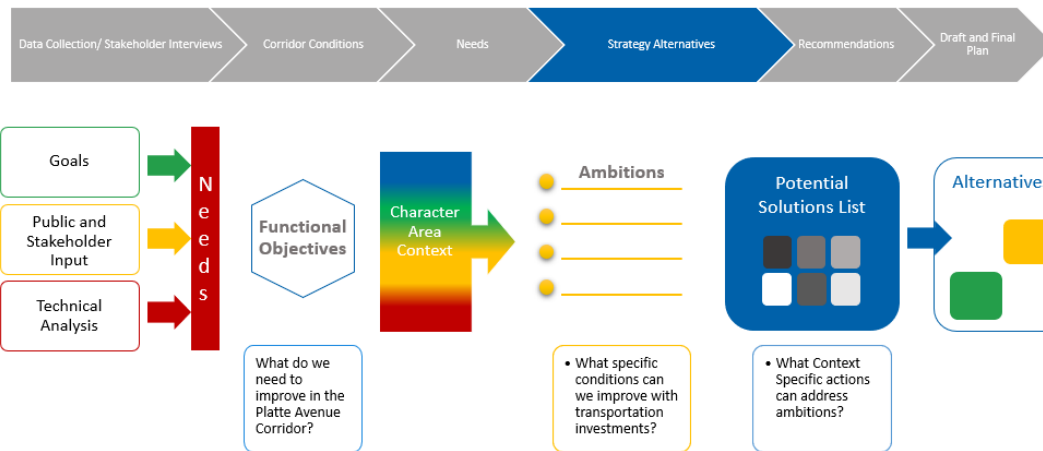 Data Collection/ Stakeholder Interviews
Corridor Conditions
Needs
Strategy Alternatives
Recommendations
Draft and Final
Plan
Goals
Public and
Stakeholder
Input
Technical
Analysis
Needs
Functional
Objectives
Character
Area
Context
Ambitions
Potential
Solutions List
Alternative
What do we
need to
improve in the
Platte Avenue
Corridor?
• What specific
conditions can
we improve with
transportation
investments?
• What Context
Specific actions
can address
ambitions?